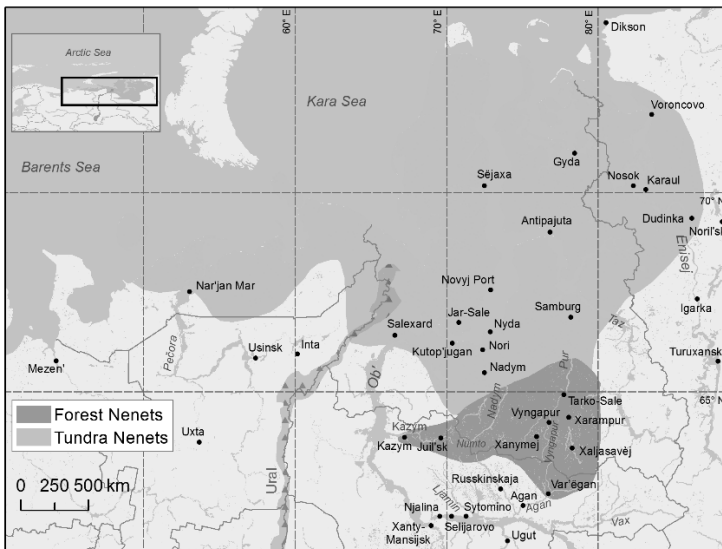 60° E
70° E
80° E
Dikson
Arctic Sea
Kara Sea
Voroncovo
Barents Sea
Gyda
Sëjaxa
Nosok
Karaul
70° N
Dudinka
Noril'sk
Antipajuta
Enisej
Nar'jan Mar
Novyj Port
Igarka
Jar-Sale
Samburg
Salexard
Nyda
Taz
Pečora
Usinsk
Inta
Kutop'jugan
Nori
Turuxansk
Mezen'
Ob'
Nadym
Pur
65° N
Forest Nenets
Tundra Nenets
Nadym
Tarko-Sale
Vyngapur
Xarampur
Uxta
Kazym
Kazym
Juil'sk
Numto
Xanymej
Vyngapur
Xaljasavèj
0 250 500 km
Ural
Russkinskaja
Var'ëgan
Ljamin
Agan
Agan
Njalina
Sytomino
Vax
Xanty-
Mansijsk
Selijarovo
Ugut